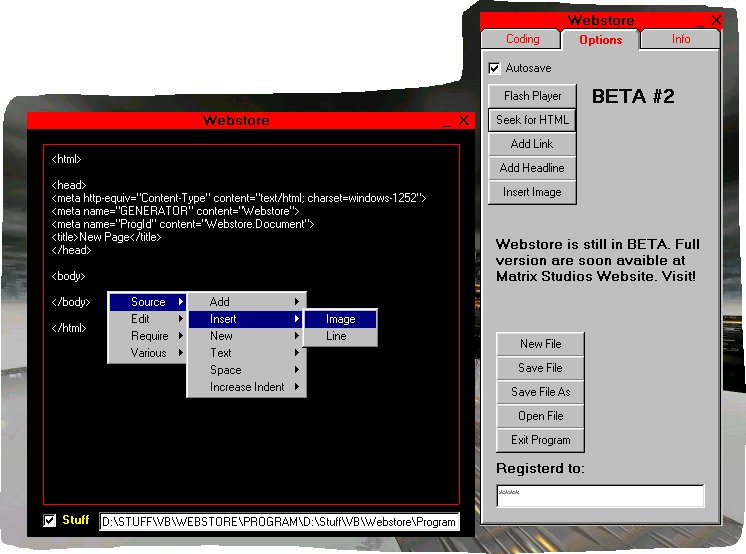 Webstore
Coding
Options
Info
Autosave
Flash Player
Seek for HTML
Add Link
Add Headline
Insert Image
BETA #2
Webstore is still in BETA. Full
version are soon avaible at
Matrix Studios Website. Visit!
New File
Save File
Save File As
Open File
Exit Program
Registerd to:
****
Webstore
<html>
<head>
<meta http-equiv="Content-Type" content="text/html; charset=windows-1252">
<meta name="GENERATOR" content="Webstore">
<meta name="ProgId" content="Webstore.Document">
<title>New Page</title>
</head>
<body>
</body>
</html>
Source
Edit
Require
Various
Add
Insert
New
Text
Space
Increase Indent
Image
Line
Stuff
D:\STUFF\VB\WEBSTORE\PROGRAM\D:\Stuff\VB\Webstore\Program